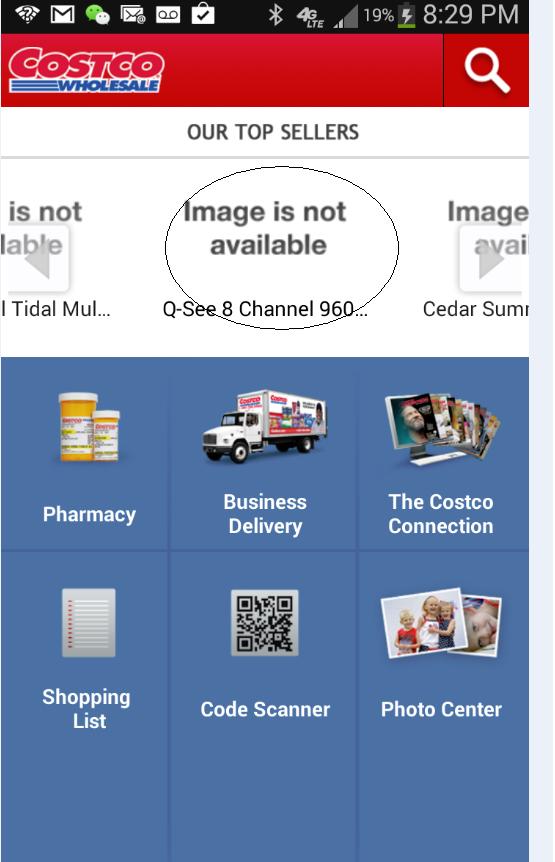 4G LTE 19% 8:29 PM
COSTCO
WHOLESALE
OUR TOP SELLERS
is not
lable
Image is not
available
Image
avai
l Tidal Mul...
Q-See 8 Channel 960...
Cedar Sum
COSTCO
Pharmacy
Business
Delivery
The Costco
Connection
Shopping
List
Code Scanner
Photo Center